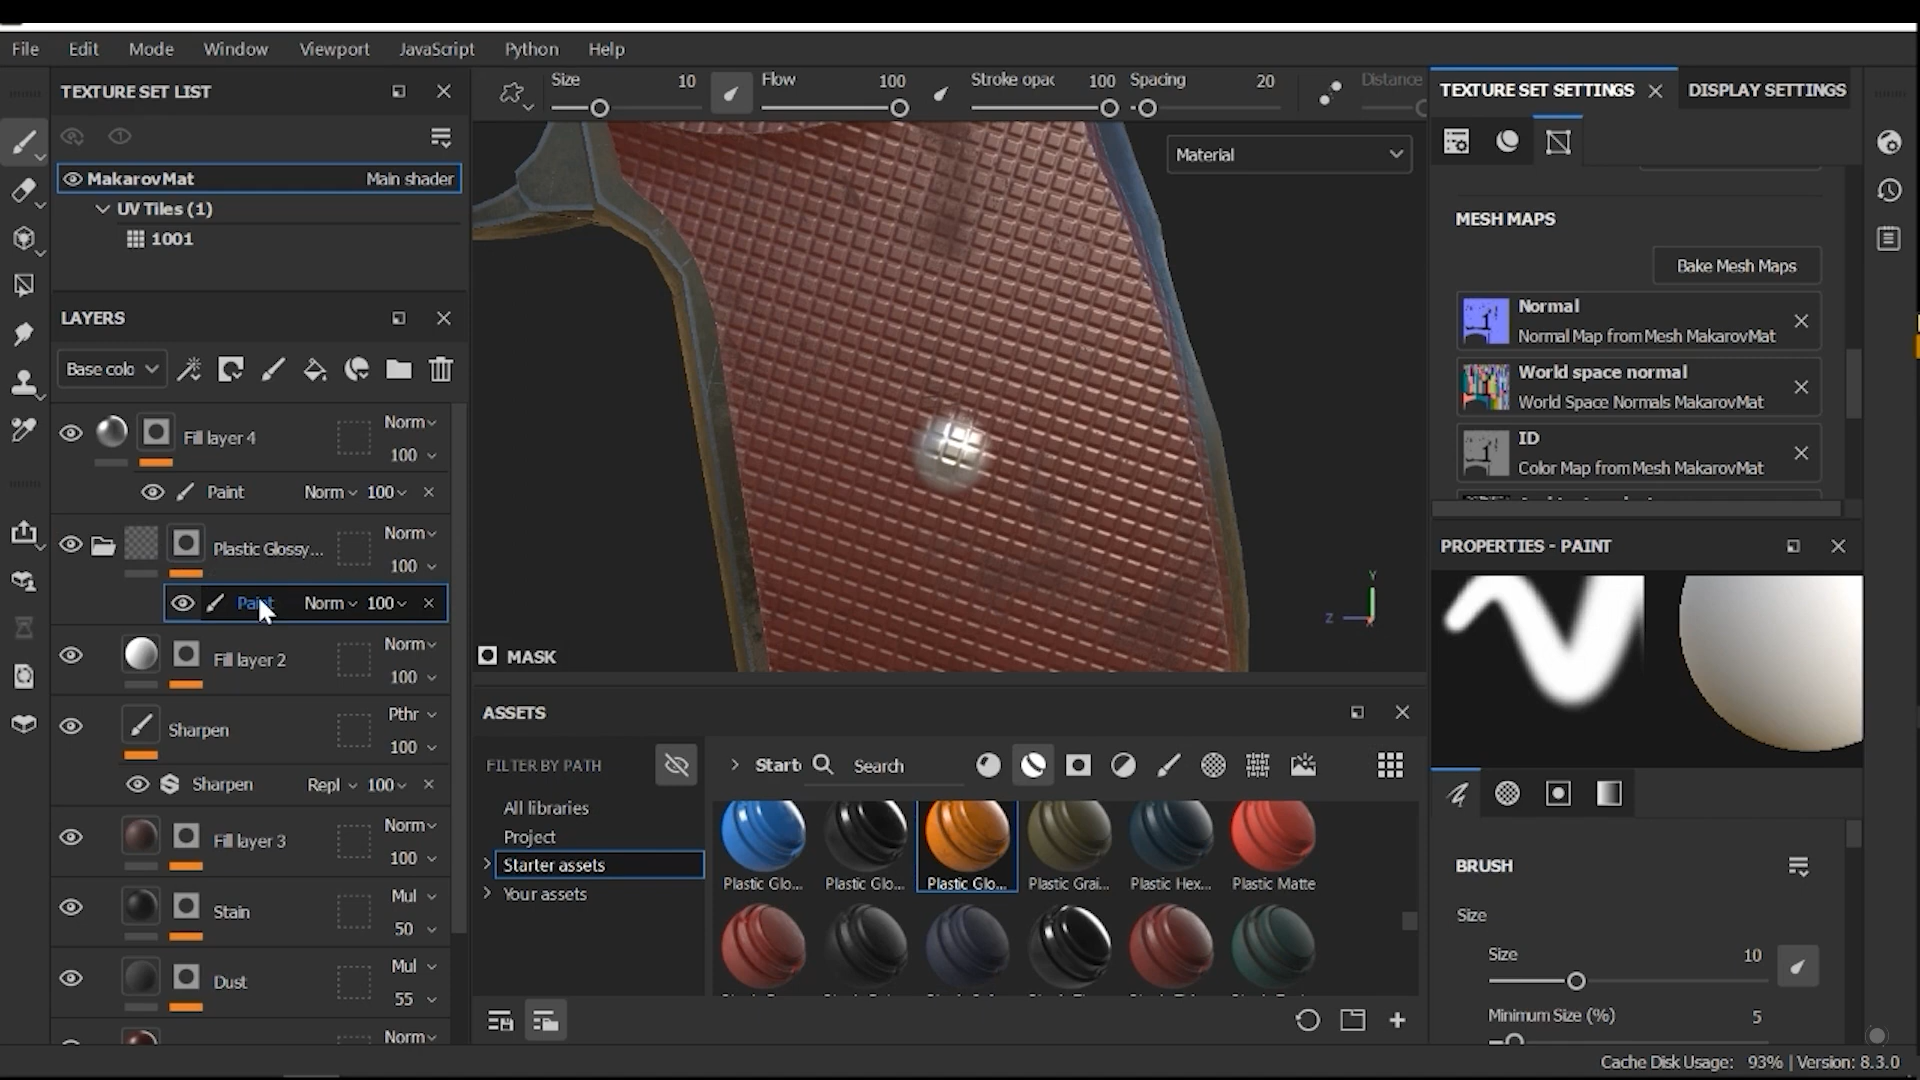 File Edit Mode Window Viewport JavaScript Python Help
TEXTURE SET LIST
MakarovMat Main shader
UV Tiles (1)
1001
LAYERS
Base colo
Fill layer 4 Norm 100
Paint Norm 100
Plastic Glossy... Norm 100
Paint Norm 100
Fill layer 2 Norm 100
Sharpen Pthr 100
Sharpen Repl 100
Fill layer 3 Norm 100
Stain Mul 50
Dust Mul 55
Norm
Size 10 Flow 100 Stroke opac 100 Spacing 20 Distance
Material
Y
Z
MASK
ASSETS
FILTER BY PATH
All libraries
Project
Starter assets
Your assets
Start Search
Plastic Glo... Plastic Glo... Plastic Glo... Plastic Grai... Plastic Hex... Plastic Matte
TEXTURE SET SETTINGS DISPLAY SETTINGS
MESH MAPS
Bake Mesh Maps
Normal
Normal Map from Mesh MakarovMat
World space normal
World Space Normals MakarovMat
ID
Color Map from Mesh MakarovMat
PROPERTIES - PAINT
BRUSH
Size
Size 10
Minimum Size (%) 5
Cache Disk Usage: 93% | Version: 8.3.0